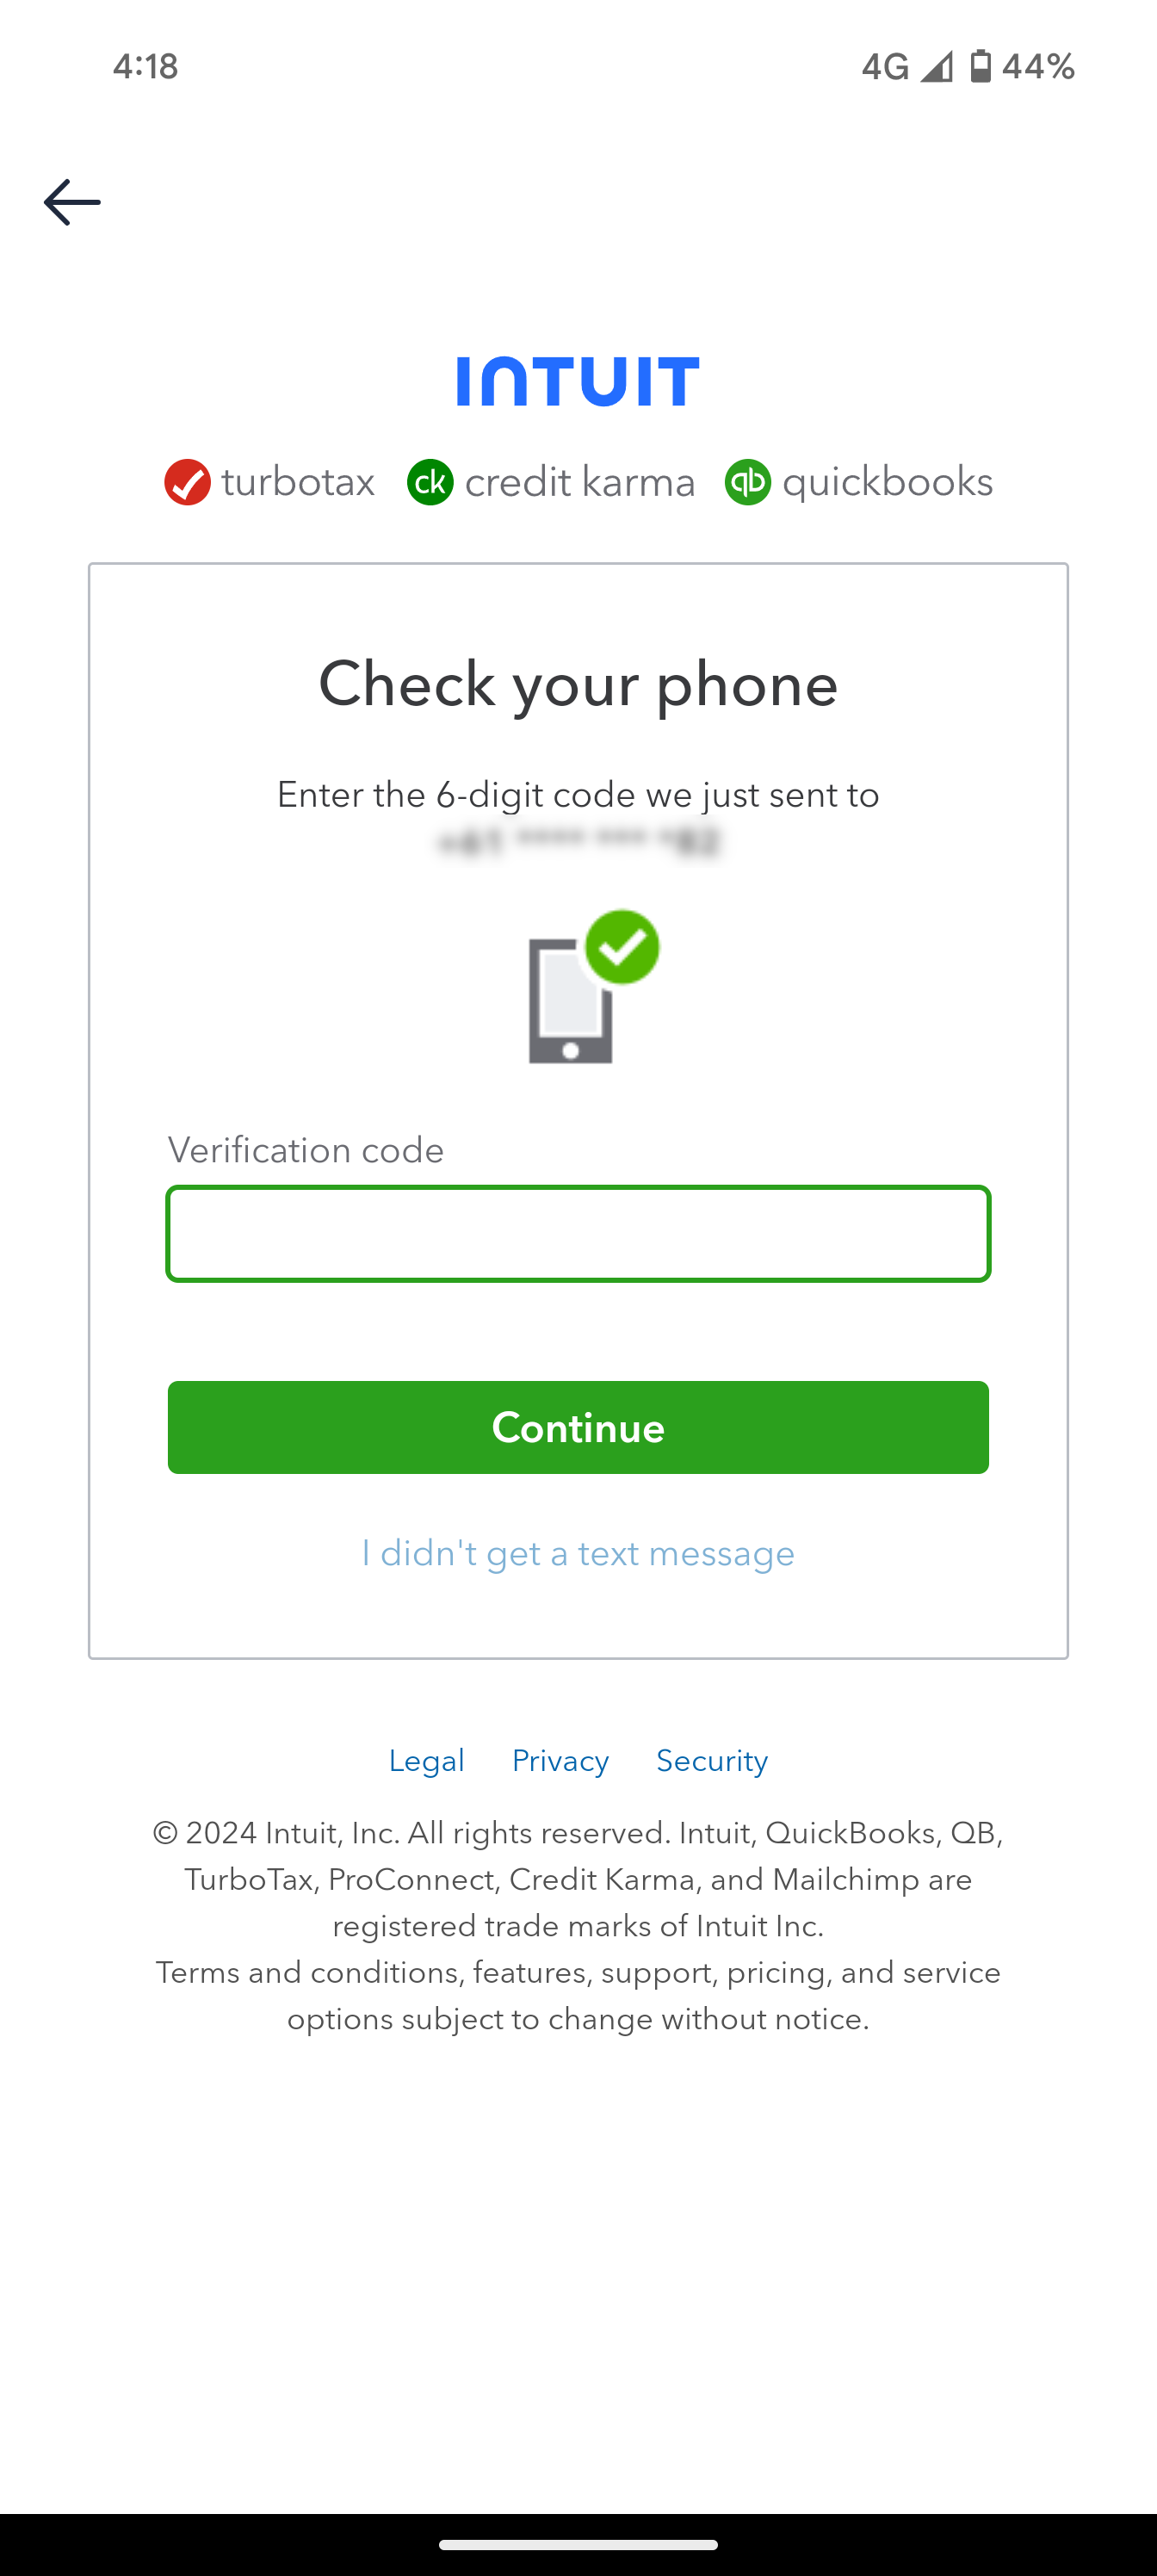 4:18
4G 44%
INTUIT
turbotax ck credit karma qb quickbooks
Check your phone
Enter the 6-digit code we just sent to
Verification code
Continue
I didn't get a text message
Legal Privacy Security
© 2024 Intuit, Inc. All rights reserved. Intuit, QuickBooks, QB,
TurboTax, ProConnect, Credit Karma, and Mailchimp are
registered trade marks of Intuit Inc.
Terms and conditions, features, support, pricing, and service
options subject to change without notice.